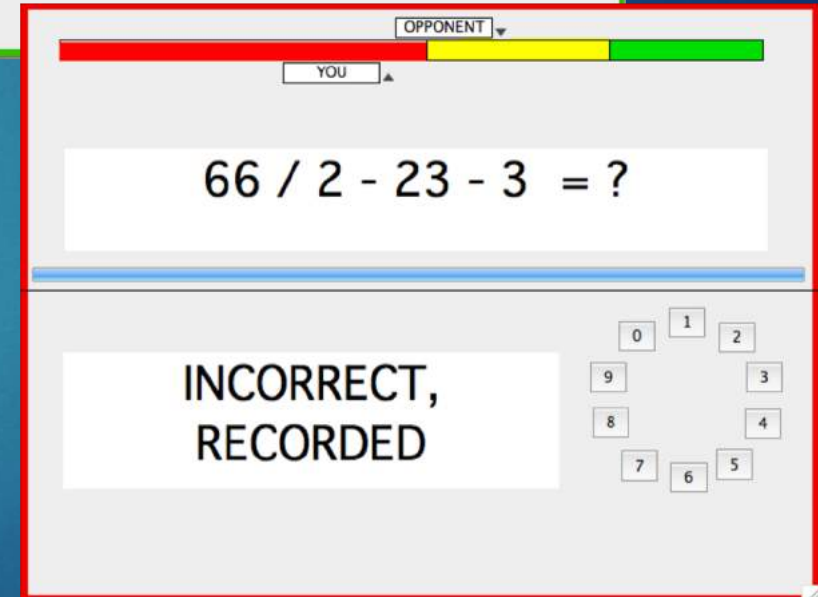 OPPONENT
YOU
66 / 2 - 23 - 3 = ?
INCORRECT,
RECORDED
0
1
2
9
3
8
4
7
6
5